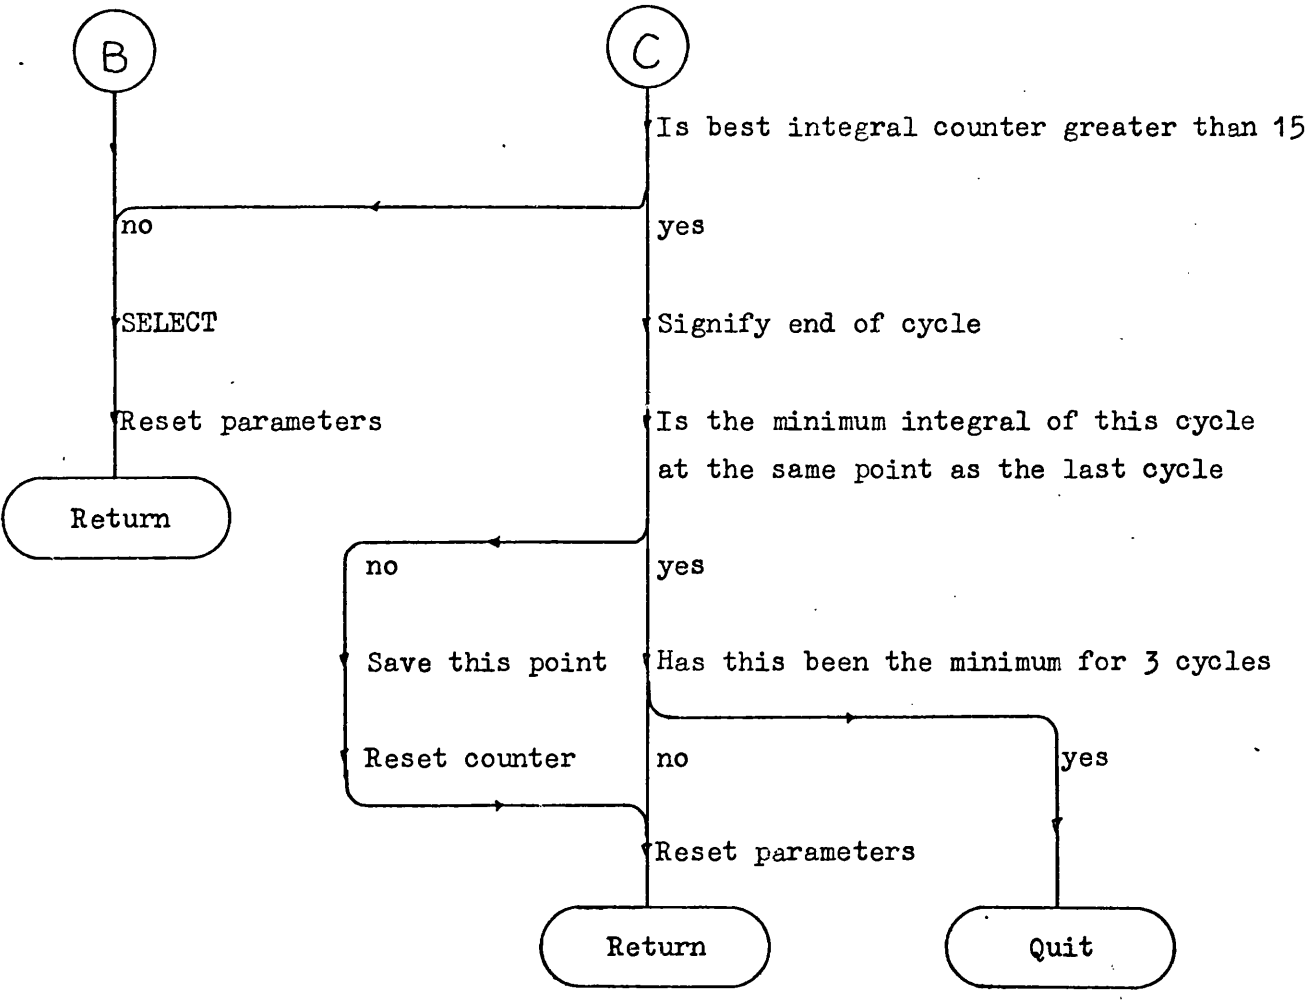 B
C
Is best integral counter greater than 15
no
yes
SELECT
Signify end of cycle
Reset parameters
Is the minimum integral of this cycle
at the same point as the last cycle
Return
no
yes
Save this point
Has this been the minimum for 3 cycles
Reset counter
no
yes
Reset parameters
Return
Quit